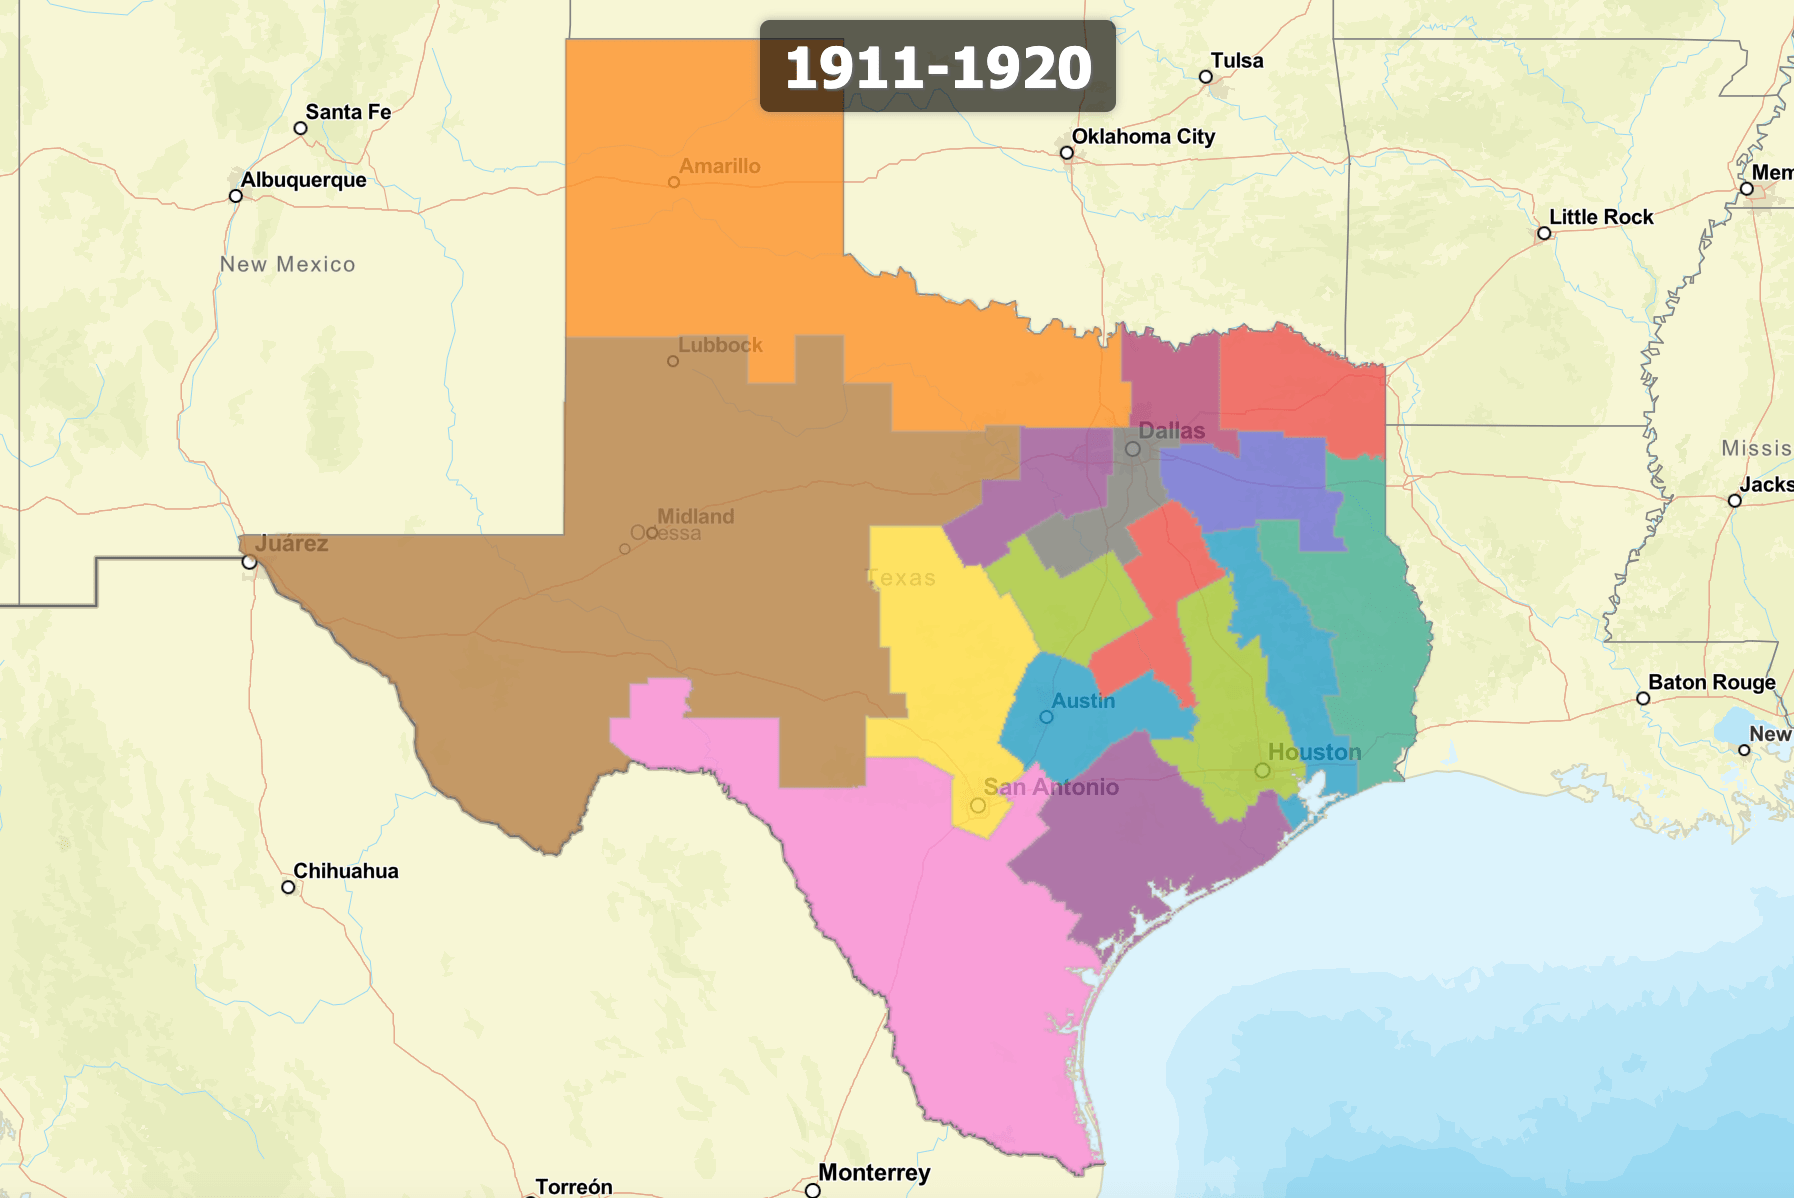 1911-1920
Tulsa
Santa Fe
Oklahoma City
Amarillo
Mem
Albuquerque
Little Rock
New Mexico
Lubbock
Dallas
Missis
Jacks
Midland
Odessa
Juárez
Texas
Baton Rouge
Austin
New
Houston
San Antonio
Chihuahua
Monterrey
Torreón